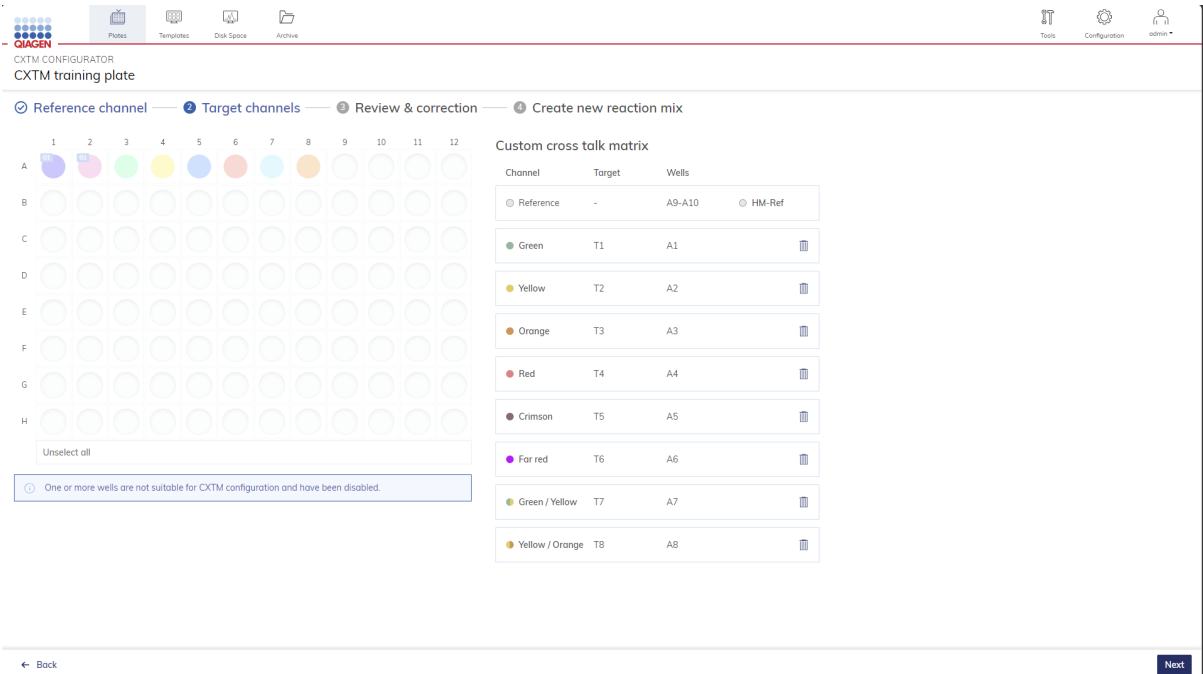 Plates
Templates
Disk Space
Archive
Tools
Configuration
admin
QIAGEN
CXTM CONFIGURATOR
CXTM training plate
Reference channel
2 Target channels
3 Review & correction
4 Create new reaction mix
1 2 3 4 5 6 7 8 9 10 11 12
A
B
C
D
E
F
G
H
Unselect all
One or more wells are not suitable for CXTM configuration and have been disabled.
Custom cross talk matrix
Channel Target Wells
Reference - A9-A10 HM-Ref
Green T1 A1
Yellow T2 A2
Orange T3 A3
Red T4 A4
Crimson T5 A5
Far red T6 A6
Green / Yellow T7 A7
Yellow / Orange T8 A8
← Back
Next